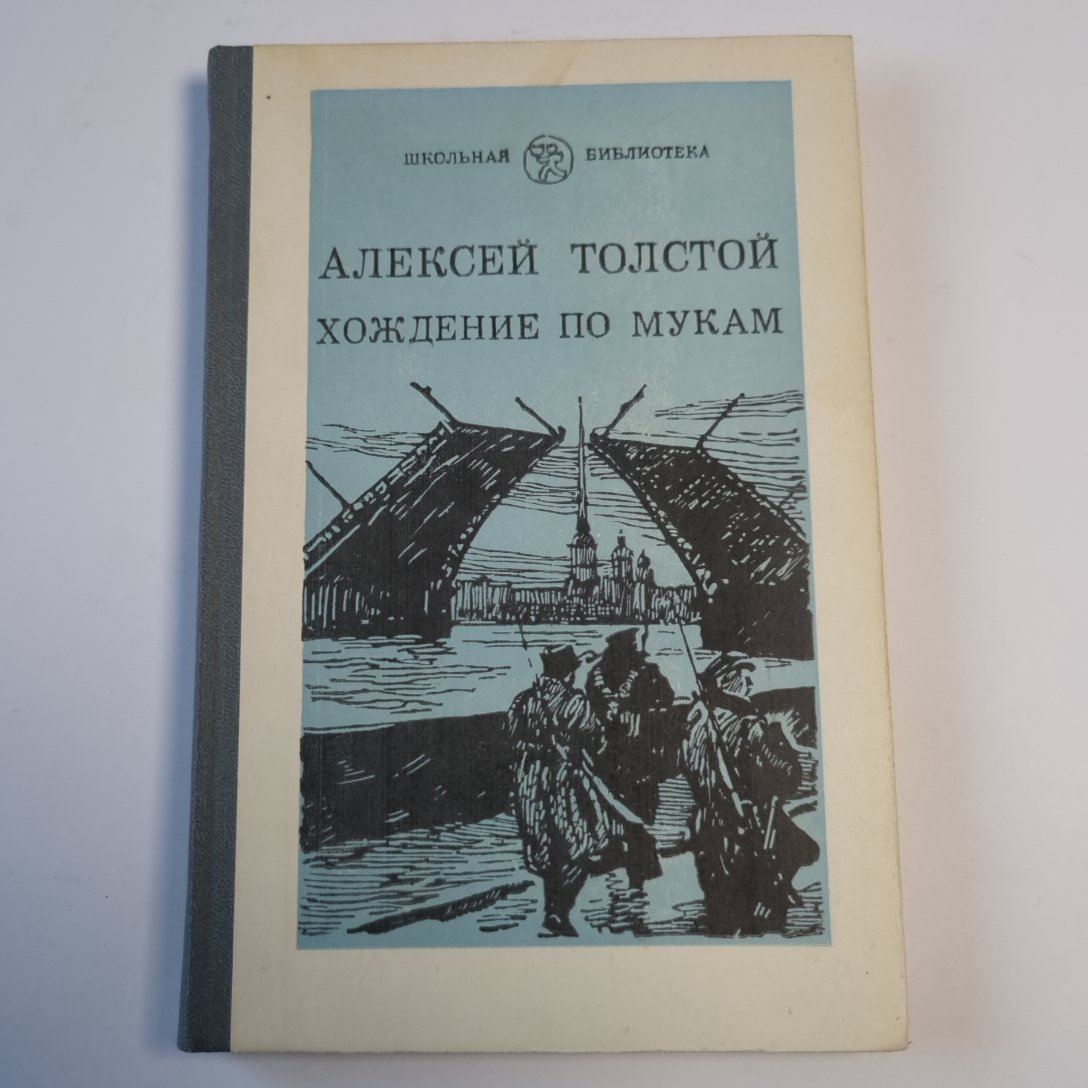 ШКОЛЬНАЯ БИБЛИОТЕКА
АЛЕКСЕЙ ТОЛСТОЙ
ХОЖДЕНИЕ ПО МУКАМ